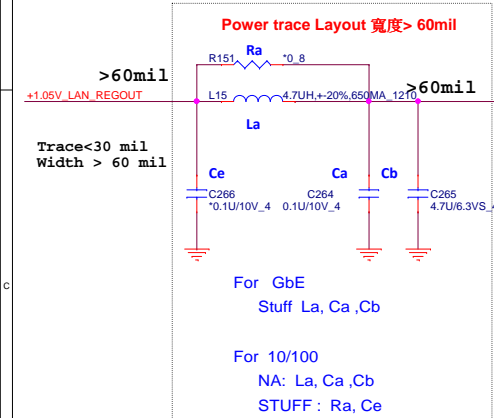 Power trace Layout 寬度> 60mil
Ra
R151 *0_8
>60mil >60mil
+1.05V_LAN_REGOUT L15 4.7UH,+-20%,650MA_1210
La
Trace<30 mil
Width > 60 mil
Ce Ca Cb
C266 C264 C265
*0.1U/10V_4 0.1U/10V_4 4.7U/6.3VS_4
C
For GbE
Stuff La, Ca ,Cb
For 10/100
NA: La, Ca ,Cb
STUFF : Ra, Ce